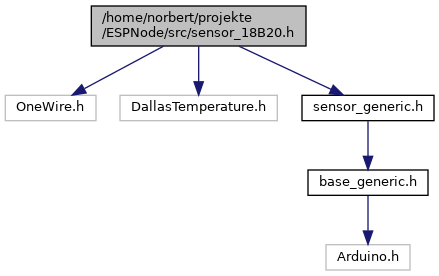 /home/norbert/projekte
/ESPNode/src/sensor_18B20.h
OneWire.h
DallasTemperature.h
sensor_generic.h
base_generic.h
Arduino.h